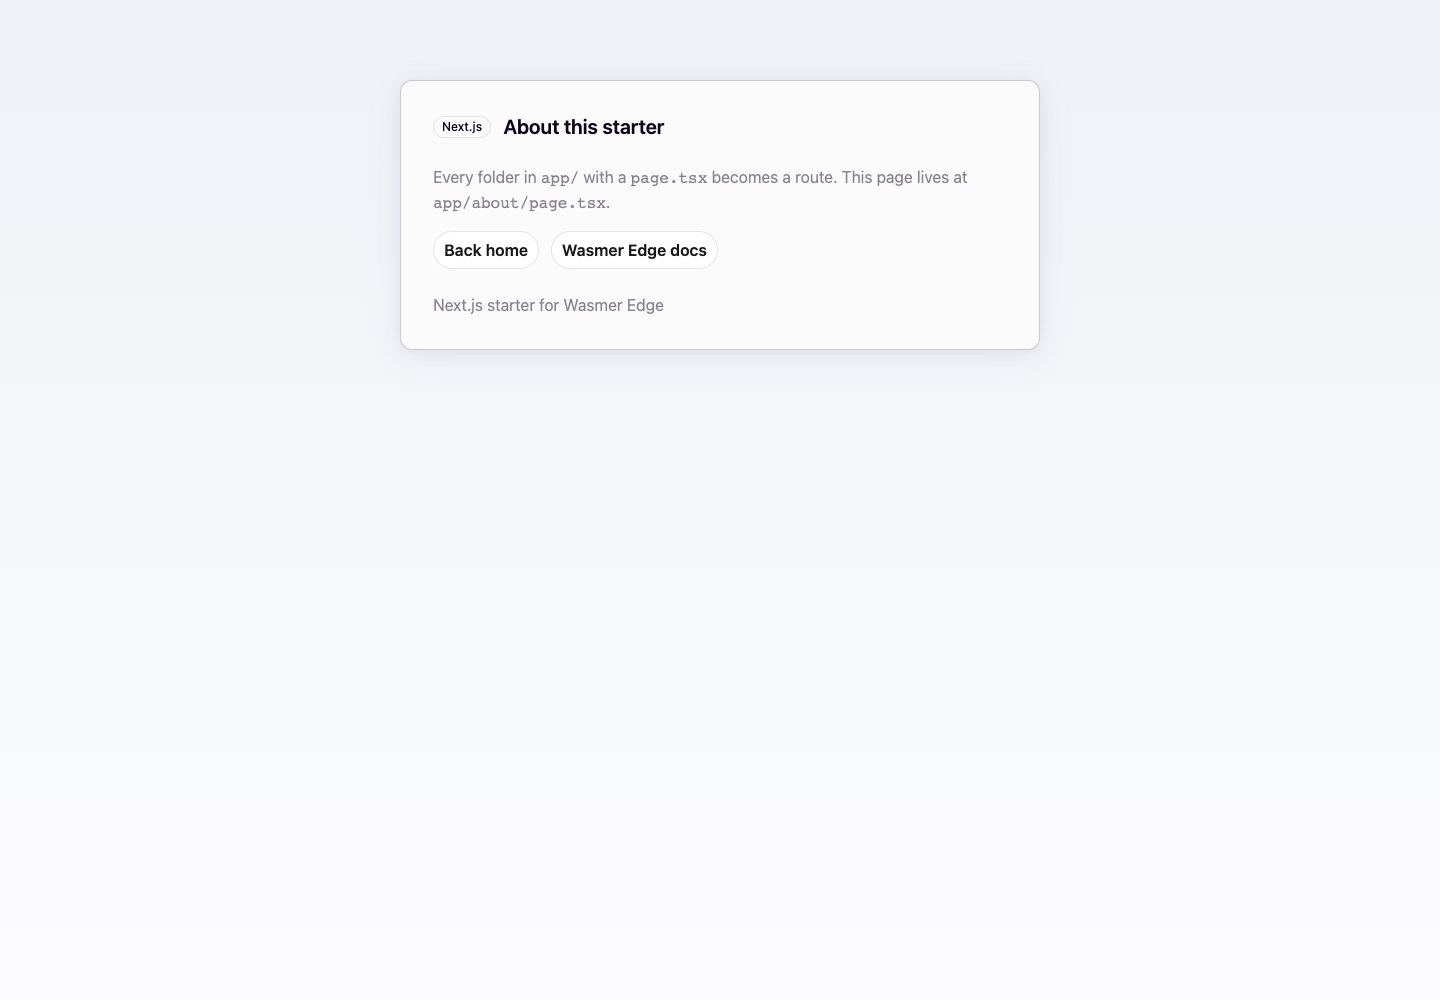 Next.js About this starter
Every folder in app/ with a page.tsx becomes a route. This page lives at
app/about/page.tsx.
Back home Wasmer Edge docs
Next.js starter for Wasmer Edge